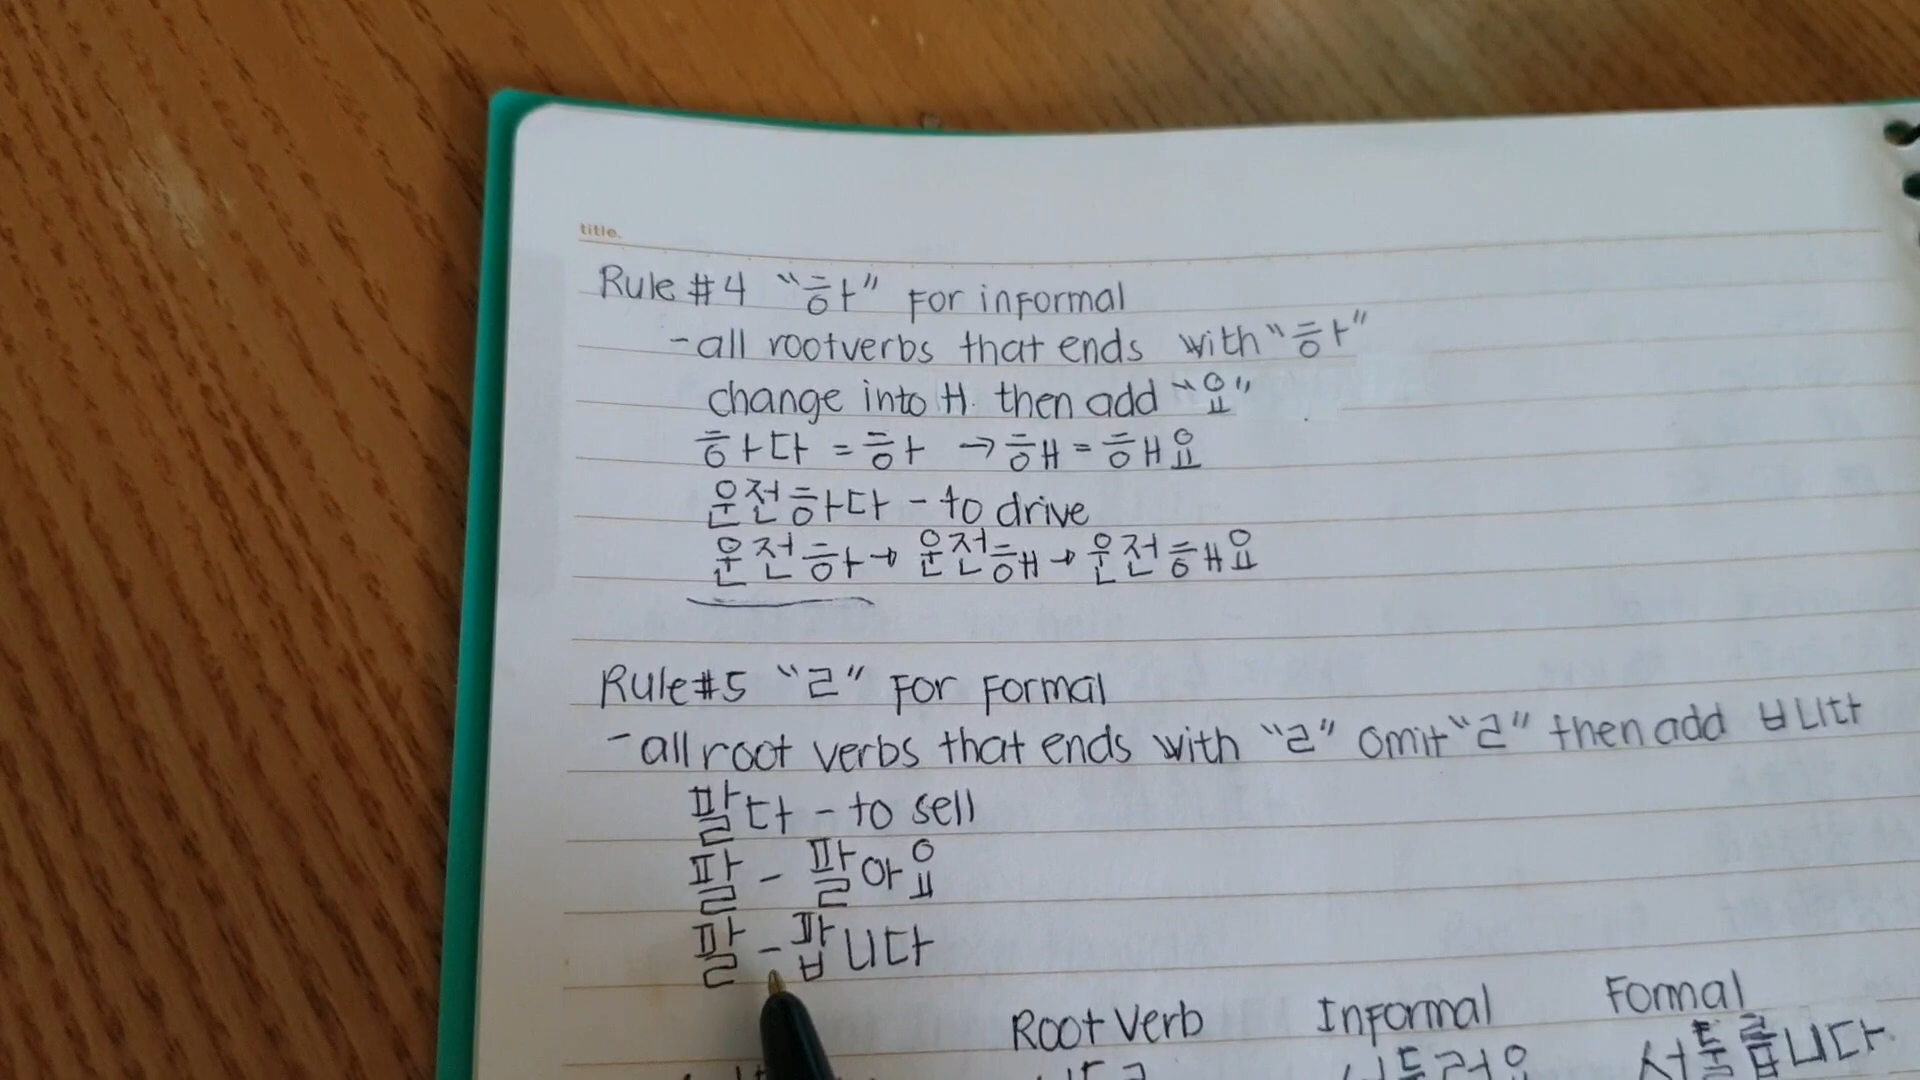 title.
Rule #4 "하" For informal
-all rootverbs that ends with "하"
change into ㅐ. then add "요"
하다 = 하 → 해 = 해요
운전하다 - to drive
운전하 → 운전해 → 운전해요
Rule #5 "ㄹ" For Formal
-all root verbs that ends with "ㄹ" omit "ㄹ" then add ㅂ니다
팔다 - to sell
팔 - 팔아요
팔 - 팝니다
Root Verb Informal Formal